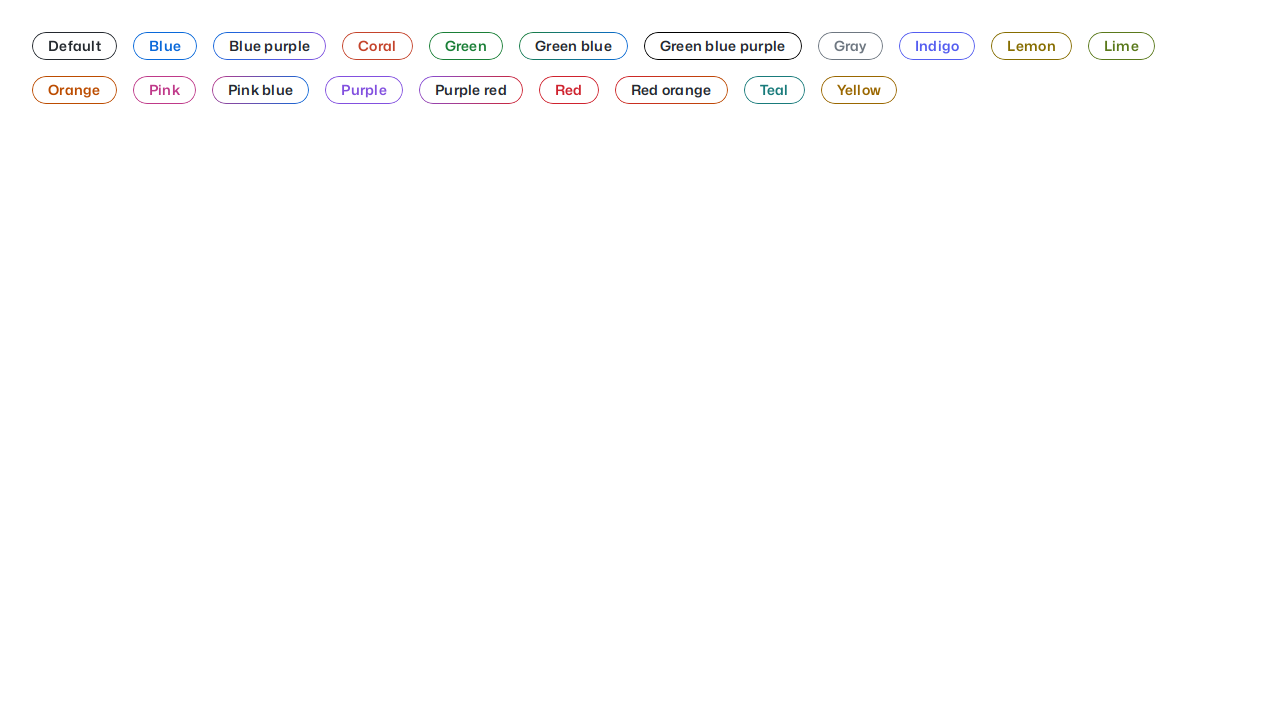 Default Blue Blue purple Coral Green Green blue Green blue purple Gray Indigo Lemon Lime
Orange Pink Pink blue Purple Purple red Red Red orange Teal Yellow